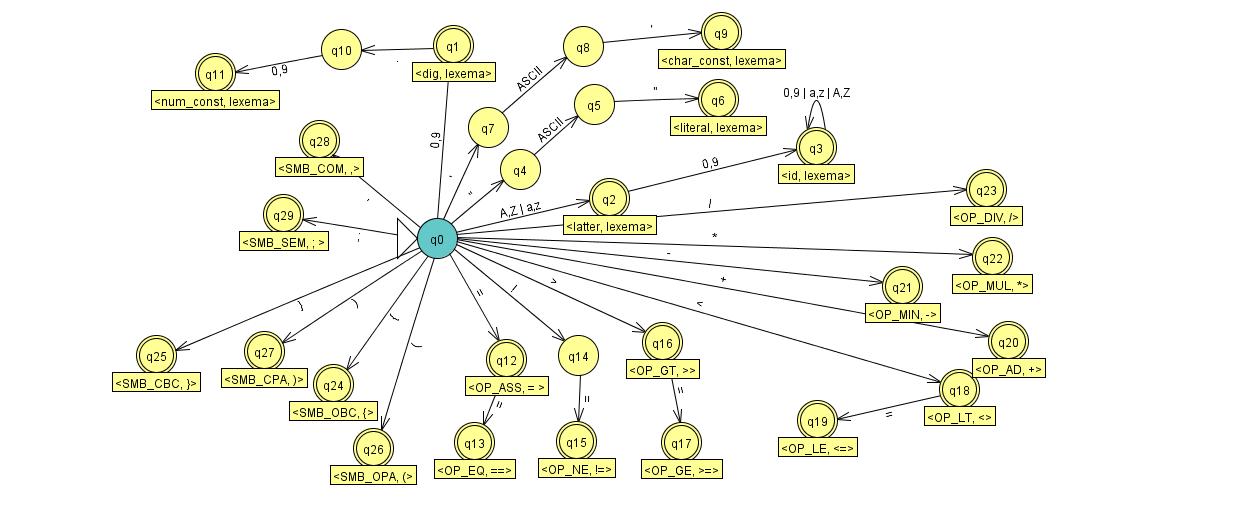 q9
<char_const, lexema>
'
q8
q1
<dig, lexema>
.
q10
0,9
q11
<num_const, lexema>
ASCII
q5
"
q6
<literal, lexema>
0,9 | a,z | A,Z
q3
<id, lexema>
q7
ASCII
q4
0,9
0,9
q28
<SMB_COM, ,>
,
'
"
A,Z | a,z
q2
<latter, lexema>
/
q23
<OP_DIV, />
q29
<SMB_SEM, ; >
;
q0
*
q22
<OP_MUL, *>
-
q21
<OP_MIN, ->
+
q20
<OP_AD, +>
<
q18
<OP_LT, <>
=
q19
<OP_LE, <=>
>
q16
<OP_GT, >>
=
q17
<OP_GE, >=>
!
q14
=
q15
<OP_NE, !=>
=
q12
<OP_ASS, = >
=
q13
<OP_EQ, ==>
}
q25
<SMB_CBC, }>
)
q27
<SMB_CPA, )>
{
q24
<SMB_OBC, {>
(
q26
<SMB_OPA, (>